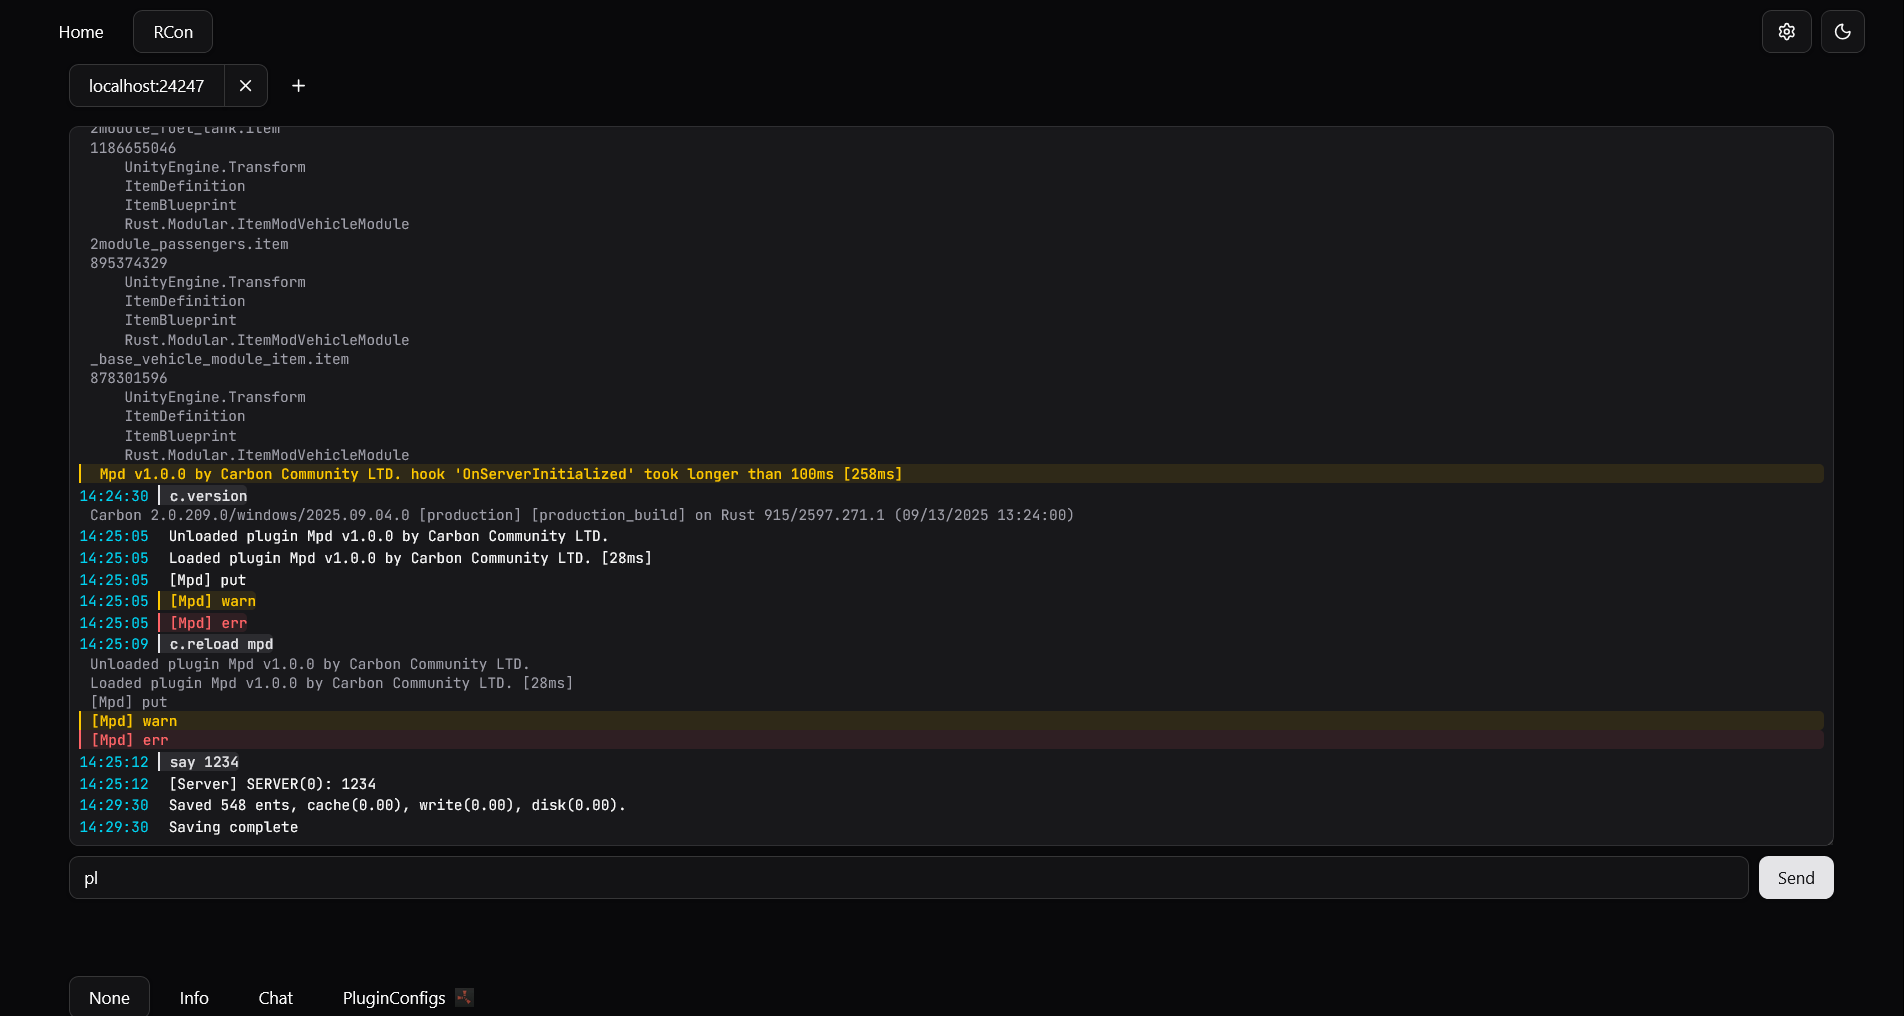 Home
RCon
localhost:24247
2module_fuel_tank.item
1186655046
UnityEngine.Transform
ItemDefinition
ItemBlueprint
Rust.Modular.ItemModVehicleModule
2module_passengers.item
895374329
UnityEngine.Transform
ItemDefinition
ItemBlueprint
Rust.Modular.ItemModVehicleModule
_base_vehicle_module_item.item
878301596
UnityEngine.Transform
ItemDefinition
ItemBlueprint
Rust.Modular.ItemModVehicleModule
Mpd v1.0.0 by Carbon Community LTD. hook 'OnServerInitialized' took longer than 100ms [258ms]
14:24:30 c.version
Carbon 2.0.209.0/windows/2025.09.04.0 [production] [production_build] on Rust 915/2597.271.1 (09/13/2025 13:24:00)
14:25:05 Unloaded plugin Mpd v1.0.0 by Carbon Community LTD.
14:25:05 Loaded plugin Mpd v1.0.0 by Carbon Community LTD. [28ms]
14:25:05 [Mpd] put
14:25:05 [Mpd] warn
14:25:05 [Mpd] err
14:25:09 c.reload mpd
Unloaded plugin Mpd v1.0.0 by Carbon Community LTD.
Loaded plugin Mpd v1.0.0 by Carbon Community LTD. [28ms]
[Mpd] put
[Mpd] warn
[Mpd] err
14:25:12 say 1234
14:25:12 [Server] SERVER(0): 1234
14:29:30 Saved 548 ents, cache(0.00), write(0.00), disk(0.00).
14:29:30 Saving complete
pl
Send
None
Info
Chat
PluginConfigs